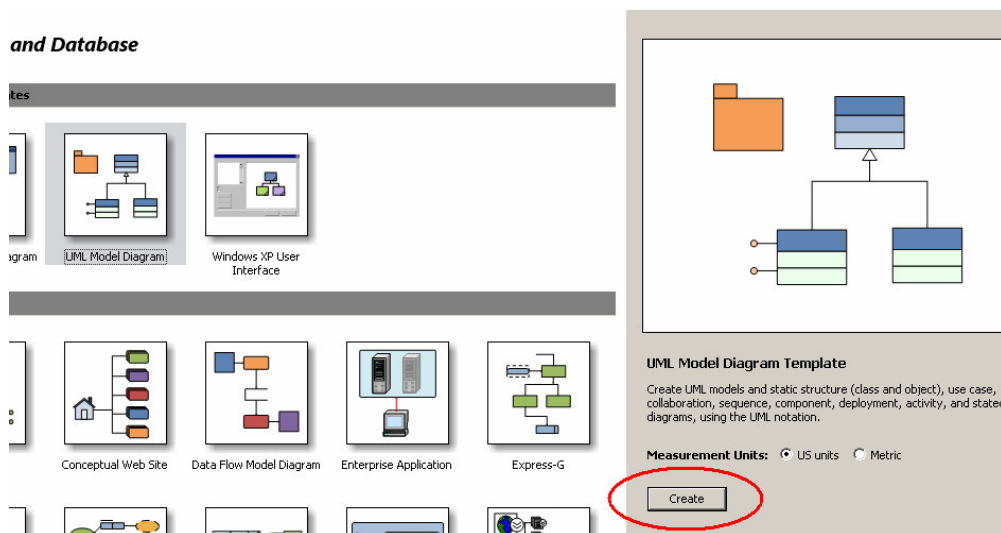 and Database
tes
agram
UML Model Diagram
Windows XP User
Interface
Conceptual Web Site
Data Flow Model Diagram
Enterprise Application
Express-G
UML Model Diagram Template
Create UML models and static structure (class and object), use case,
collaboration, sequence, component, deployment, activity, and state
diagrams, using the UML notation.
Measurement Units: US units Metric
Create